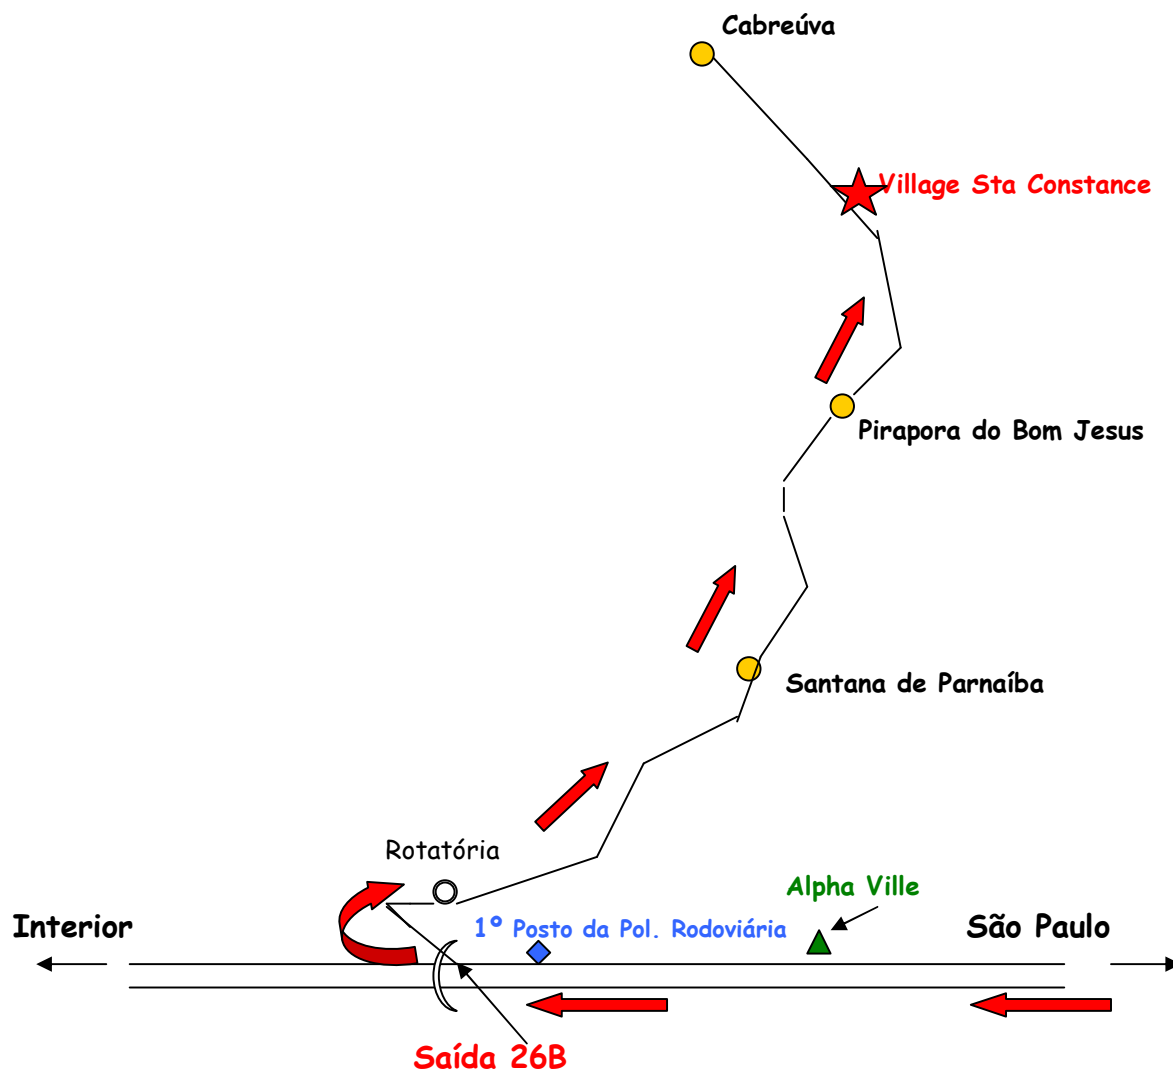 Cabreúva
Village Sta Constance
Pirapora do Bom Jesus
Santana de Parnaíba
Rotatória
Alpha Ville
Interior
1º Posto da Pol. Rodoviária
São Paulo
Saída 26B